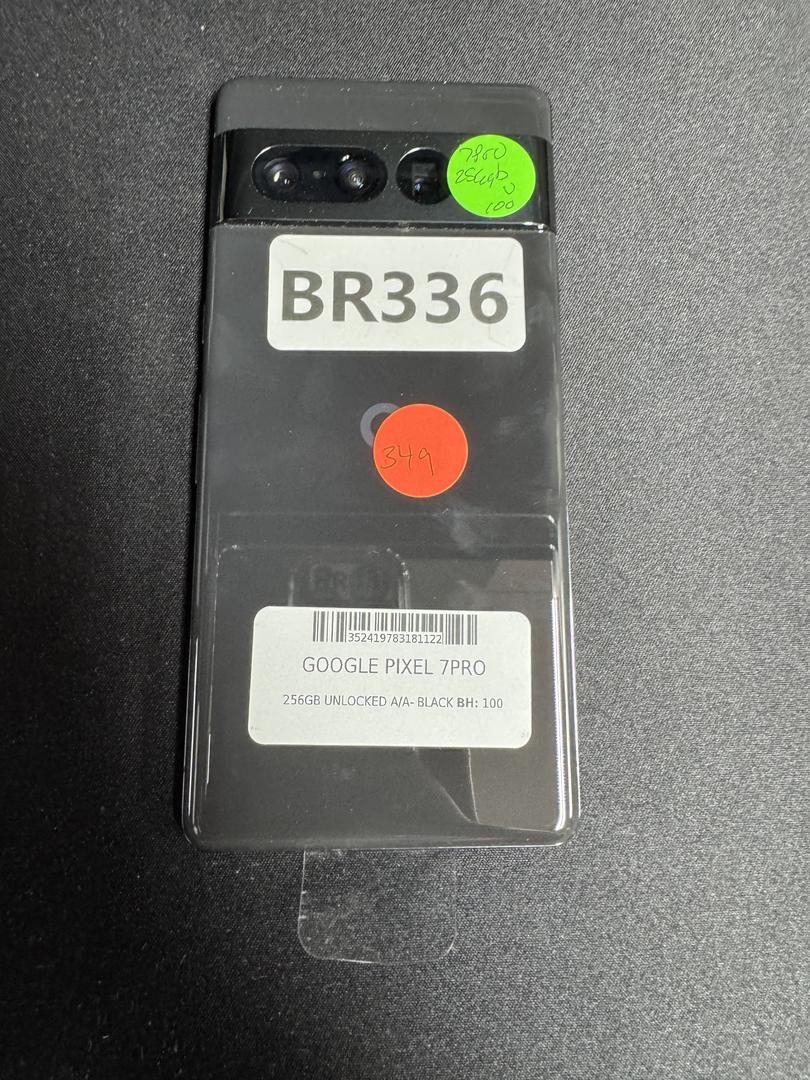 7Pro
256gb
U
100
BR336
349
352419783181122
GOOGLE PIXEL 7PRO
256GB UNLOCKED A/A- BLACK BH: 100